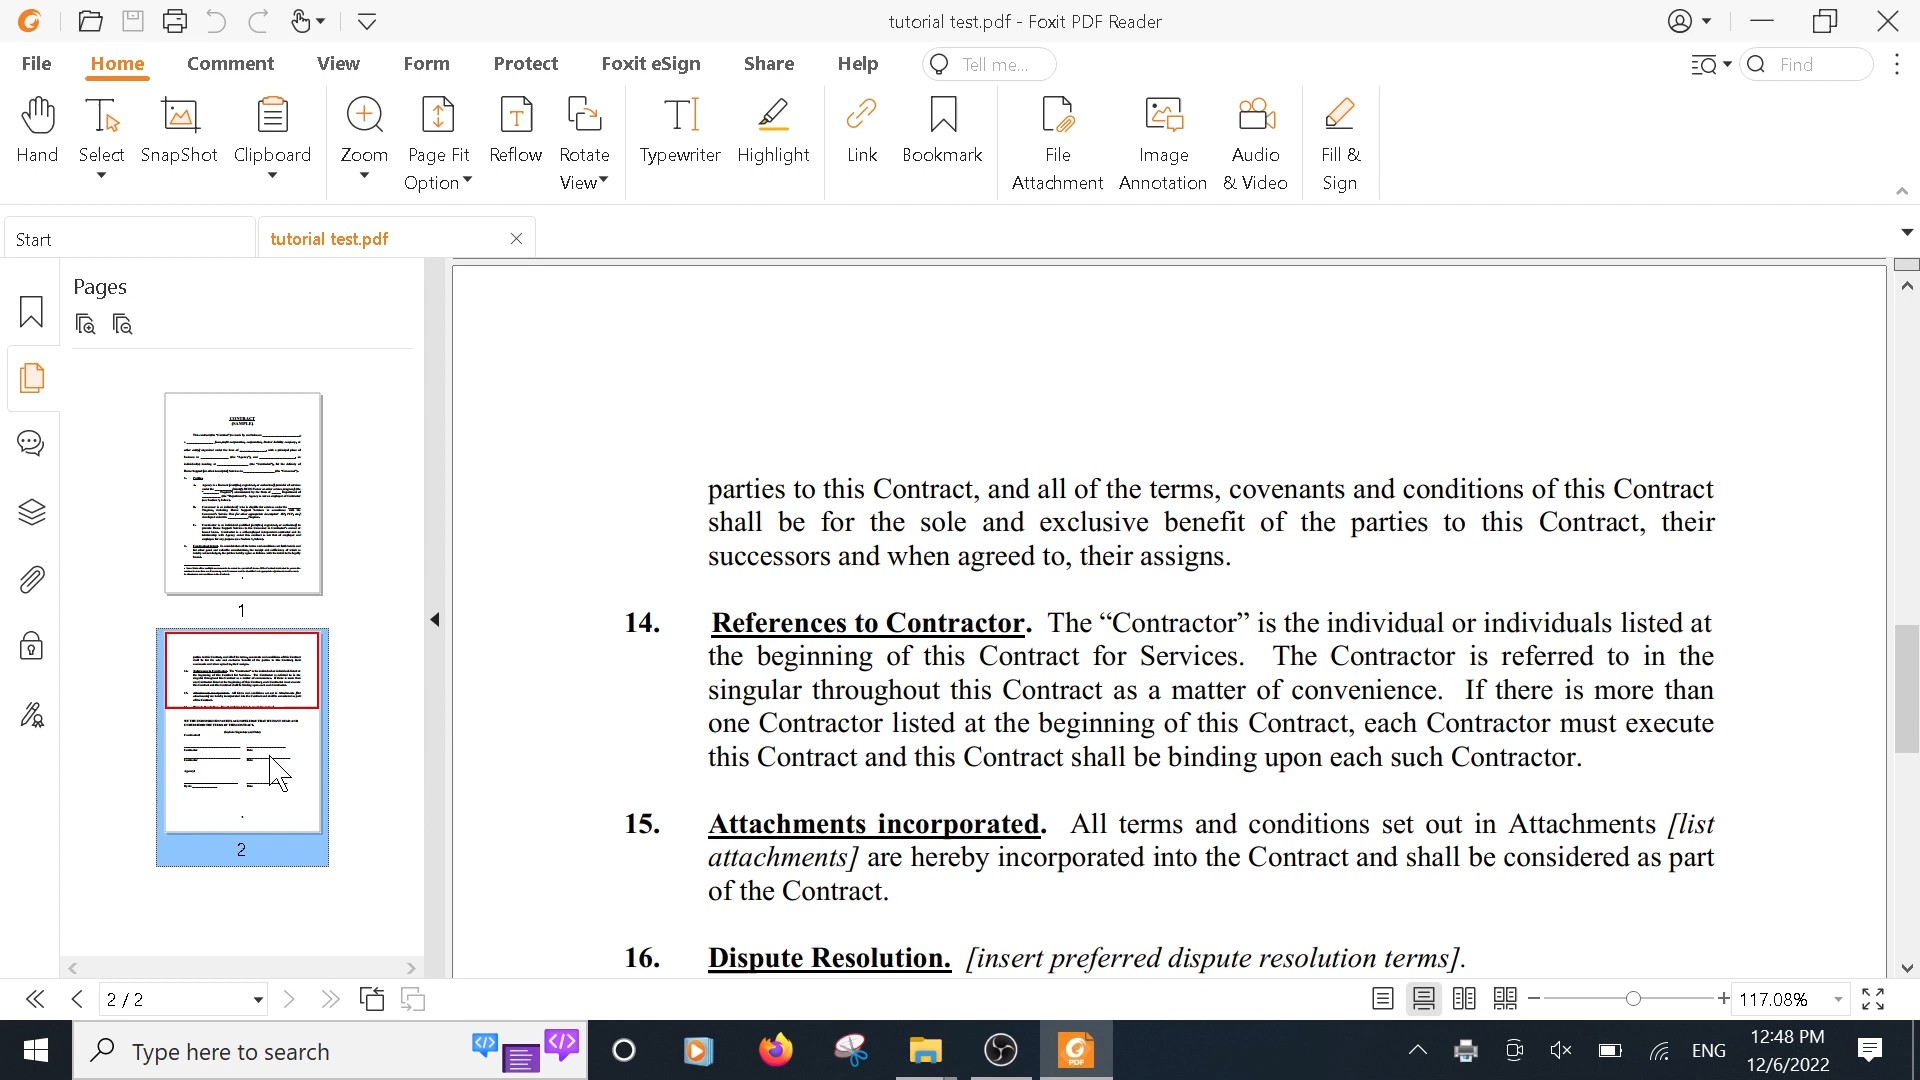 tutorial test.pdf - Foxit PDF Reader
File Home Comment View Form Protect Foxit eSign Share Help Tell me... Find
Hand Select SnapShot Clipboard Zoom Page Fit Option Reflow Rotate View Typewriter Highlight Link Bookmark File Attachment Image Annotation Audio & Video Fill & Sign
Start tutorial test.pdf
Pages
CONTRACT
(SAMPLE)
1
2
parties to this Contract, and all of the terms, covenants and conditions of this Contract
shall be for the sole and exclusive benefit of the parties to this Contract, their
successors and when agreed to, their assigns.
14. References to Contractor. The “Contractor” is the individual or individuals listed at
the beginning of this Contract for Services. The Contractor is referred to in the
singular throughout this Contract as a matter of convenience. If there is more than
one Contractor listed at the beginning of this Contract, each Contractor must execute
this Contract and this Contract shall be binding upon each such Contractor.
15. Attachments incorporated. All terms and conditions set out in Attachments [list
attachments] are hereby incorporated into the Contract and shall be considered as part
of the Contract.
16. Dispute Resolution. [insert preferred dispute resolution terms].
2 / 2 117.08%
Type here to search
PDF
ENG
12:48 PM
12/6/2022